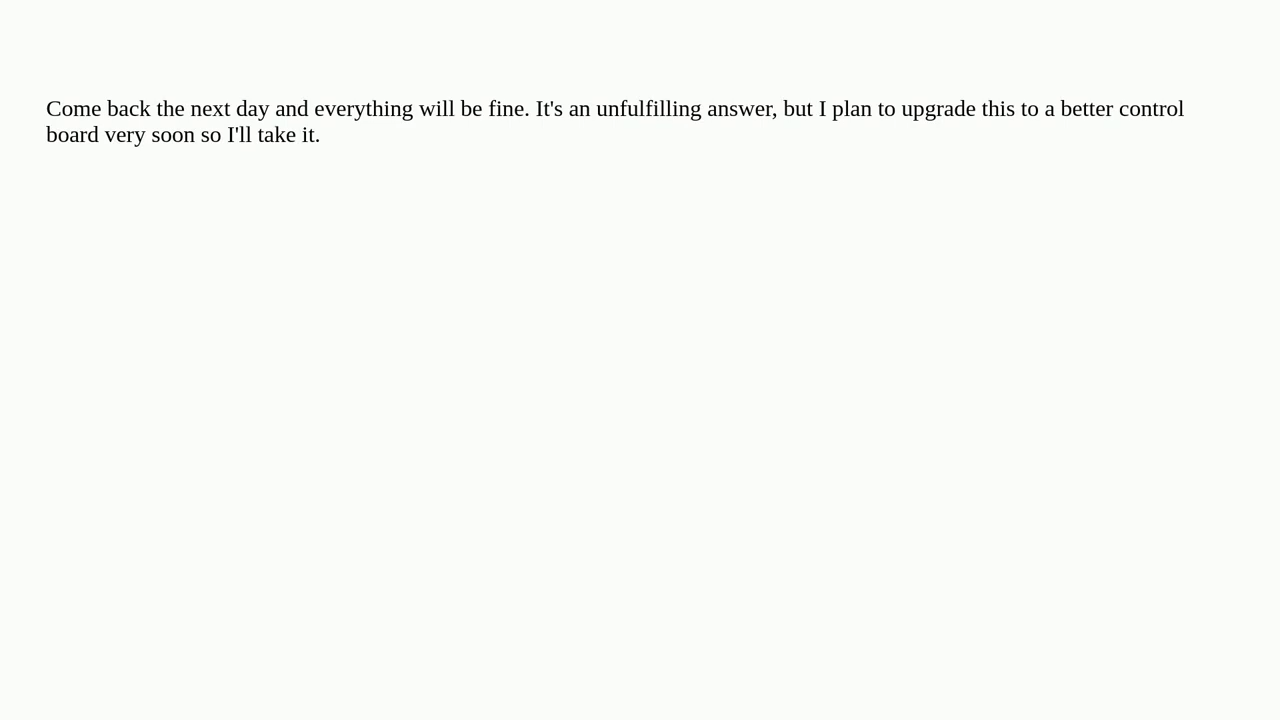 Come back the next day and everything will be fine. It's an unfulfilling answer, but I plan to upgrade this to a better control
board very soon so I'll take it.